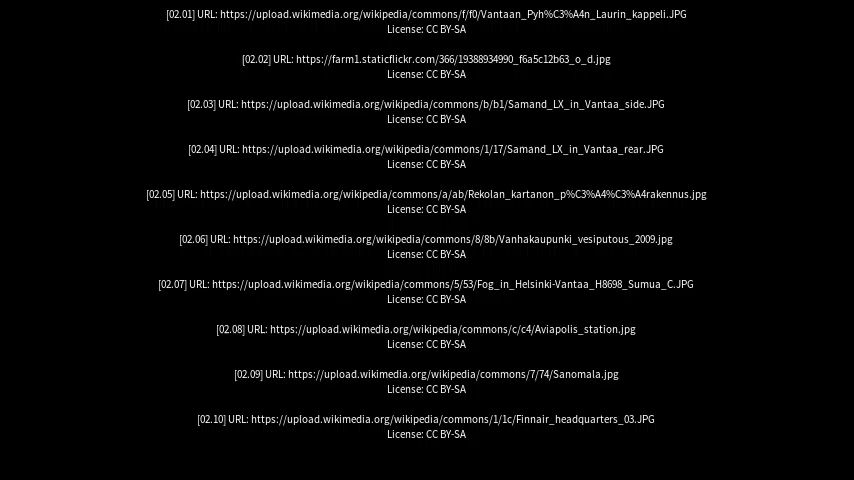 [02.01] URL: https://upload.wikimedia.org/wikipedia/commons/f/f0/Vantaan_Pyh%C3%A4n_Laurin_kappeli.JPG
License: CC BY-SA
[02.02] URL: https://farm1.staticflickr.com/366/19388934990_f6a5c12b63_o_d.jpg
License: CC BY-SA
[02.03] URL: https://upload.wikimedia.org/wikipedia/commons/b/b1/Samand_LX_in_Vantaa_side.JPG
License: CC BY-SA
[02.04] URL: https://upload.wikimedia.org/wikipedia/commons/1/17/Samand_LX_in_Vantaa_rear.JPG
License: CC BY-SA
[02.05] URL: https://upload.wikimedia.org/wikipedia/commons/a/ab/Rekolan_kartanon_p%C3%A4%C3%A4rakennus.jpg
License: CC BY-SA
[02.06] URL: https://upload.wikimedia.org/wikipedia/commons/8/8b/Vanhakaupunki_vesiputous_2009.jpg
License: CC BY-SA
[02.07] URL: https://upload.wikimedia.org/wikipedia/commons/5/53/Fog_in_Helsinki-Vantaa_H8698_Sumua_C.JPG
License: CC BY-SA
[02.08] URL: https://upload.wikimedia.org/wikipedia/commons/c/c4/Aviapolis_station.jpg
License: CC BY-SA
[02.09] URL: https://upload.wikimedia.org/wikipedia/commons/7/74/Sanomala.jpg
License: CC BY-SA
[02.10] URL: https://upload.wikimedia.org/wikipedia/commons/1/1c/Finnair_headquarters_03.JPG
License: CC BY-SA